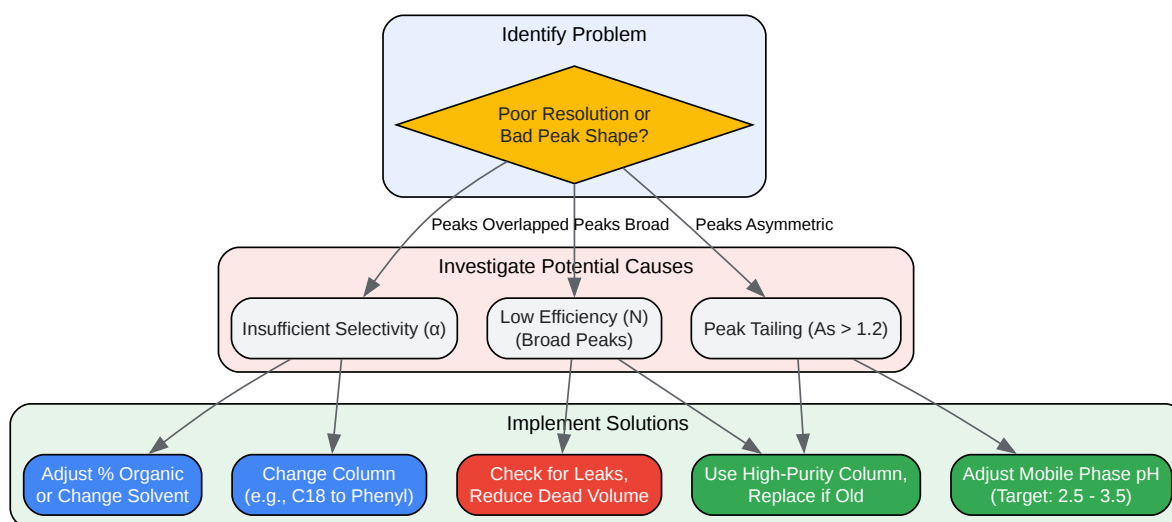 Identify Problem
Poor Resolution or
Bad Peak Shape?
Peaks Overlapped
Peaks Broad
Peaks Asymmetric
Investigate Potential Causes
Insufficient Selectivity (α)
Low Efficiency (N)
(Broad Peaks)
Peak Tailing (As > 1.2)
Implement Solutions
Adjust % Organic
or Change Solvent
Change Column
(e.g., C18 to Phenyl)
Check for Leaks,
Reduce Dead Volume
Use High-Purity Column,
Replace if Old
Adjust Mobile Phase pH
(Target: 2.5 - 3.5)